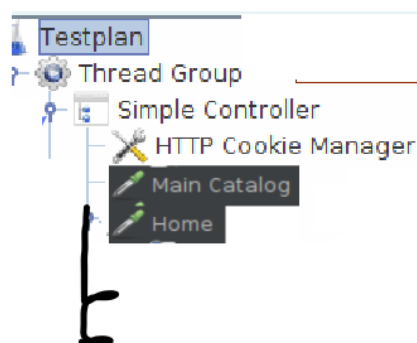 Testplan
Thread Group
Simple Controller
HTTP Cookie Manager
Main Catalog
Home